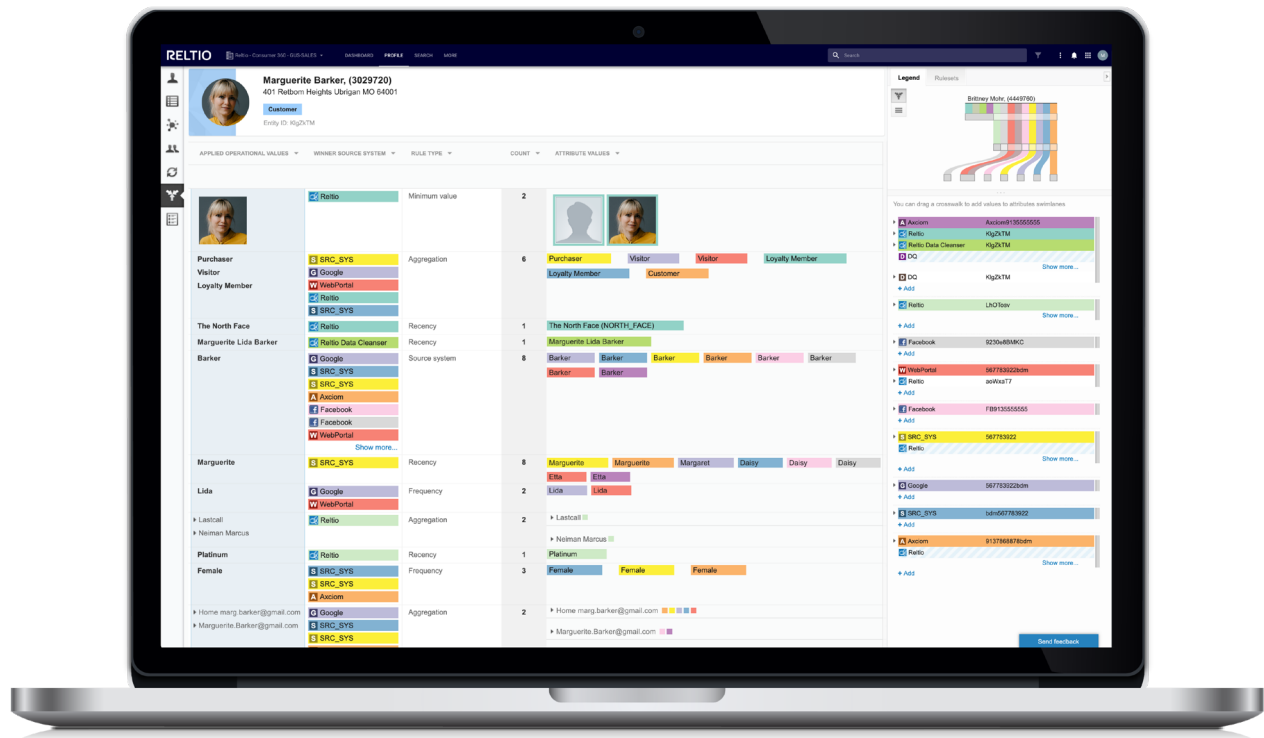 RELTIO
Reltio - Consumer 360 - GUS-SALES
DASHBOARD PROFILE SEARCH MORE
Search
M
Marguerite Barker, (3029720)
401 Retborn Heights Ubrigan MO 64001
Customer
Entity ID: KlgZkTM
APPLIED OPERATIONAL VALUES WINNER SOURCE SYSTEM RULE TYPE COUNT ATTRIBUTE VALUES
Reltio Minimum value 2
Purchaser S SRC_SYS Aggregation 6 Purchaser Visitor Visitor Loyalty Member
Visitor G Google Loyalty Member Customer
Loyalty Member W WebPortal
Reltio
S SRC_SYS
The North Face Reltio Recency 1 The North Face (NORTH_FACE)
Marguerite Lida Barker Reltio Data Cleanser Recency 1 Marguerite Lida Barker
Barker G Google Source system 8 Barker Barker Barker Barker Barker Barker
S SRC_SYS Barker Barker
S SRC_SYS
A Axciom
f Facebook
f Facebook
W WebPortal
Show more...
Marguerite S SRC_SYS Recency 8 Marguerite Marguerite Margaret Daisy Daisy Daisy
Etta Etta
Lida G Google Frequency 2 Lida Lida
W WebPortal
Lastcall Reltio Aggregation 2 Lastcall
Neiman Marcus Neiman Marcus
Platinum Reltio Recency 1 Platinum
Female S SRC_SYS Frequency 3 Female Female Female
S SRC_SYS
A Axciom
Home marg.barker@gmail.com G Google Aggregation 2 Home marg.barker@gmail.com
Marguerite.Barker@gmail.com S SRC_SYS Marguerite.Barker@gmail.com
S SRC_SYS
Legend Rulesets
Brittney Mohr, (4449760)
You can drag a crosswalk to add values to attributes swimlanes
A Axciom Axciom9135555555
Reltio KlgZkTM
Reltio Data Cleanser KlgZkTM
D DQ
Show more...
D DQ KlgZkTM
+ Add
Reltio LhOTosv
Show more...
+ Add
f Facebook 9230e8BMKC
+ Add
W WebPortal 567783922bdm
Reltio aoWxaT7
+ Add
f Facebook FB9135555555
+ Add
S SRC_SYS 567783922
Reltio
Show more...
+ Add
G Google 567783922bdm
+ Add
S SRC_SYS bdm567783922
+ Add
A Axciom 9137868878bdm
Reltio
Show more...
+ Add
Send feedback